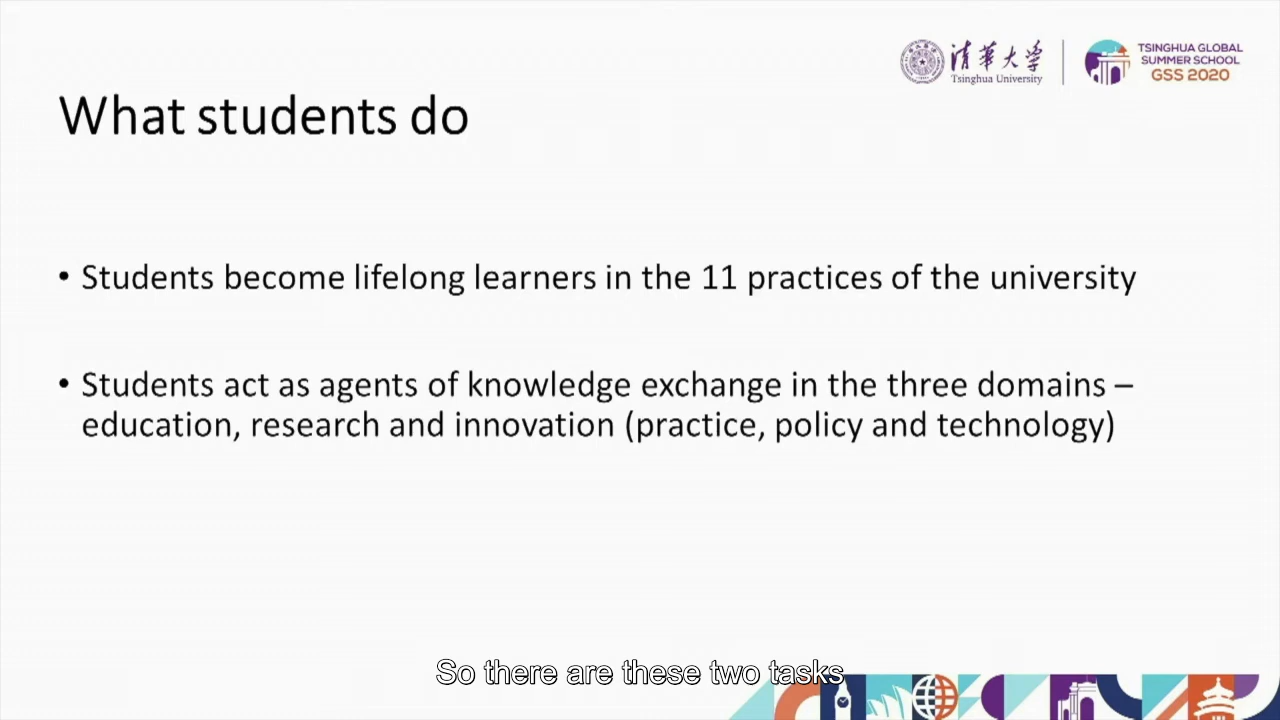 清华大学
Tsinghua University
TSINGHUA GLOBAL
SUMMER SCHOOL
GSS 2020
What students do
• Students become lifelong learners in the 11 practices of the university
• Students act as agents of knowledge exchange in the three domains –
education, research and innovation (practice, policy and technology)
So there are these two tasks